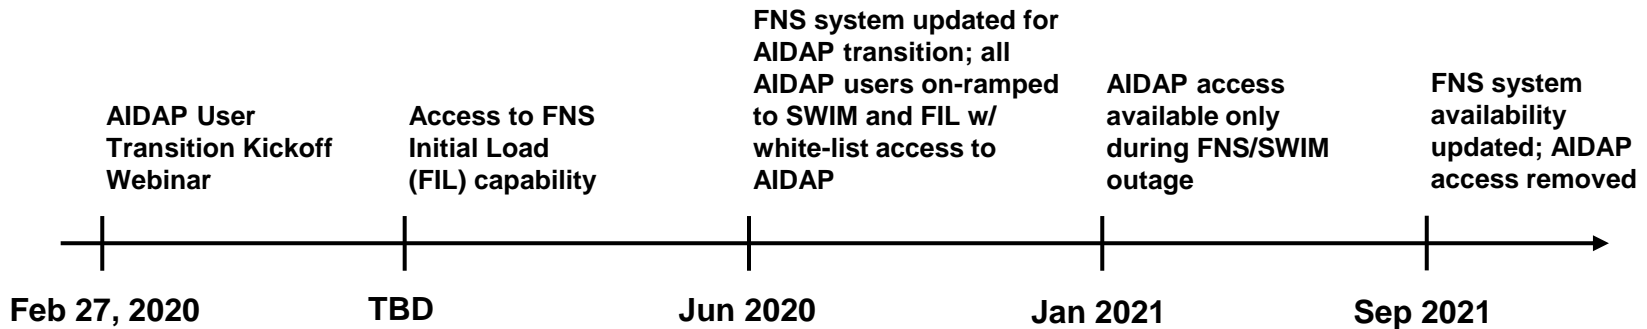 AIDAP User
Transition Kickoff
Webinar
Access to FNS
Initial Load
(FIL) capability
FNS system updated for
AIDAP transition; all
AIDAP users on-ramped
to SWIM and FIL w/
white-list access to
AIDAP
AIDAP access
available only
during FNS/SWIM
outage
FNS system
availability
updated; AIDAP
access removed
Feb 27, 2020
TBD
Jun 2020
Jan 2021
Sep 2021